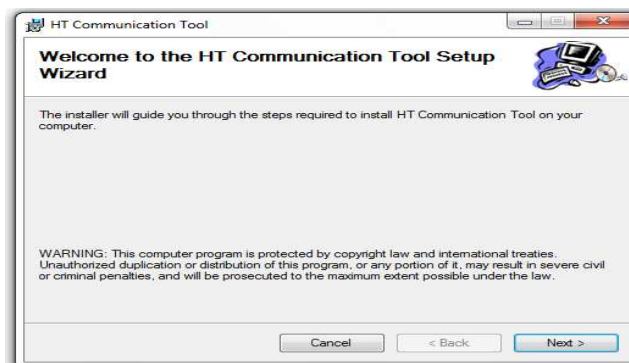 HT Communication Tool
Welcome to the HT Communication Tool Setup
Wizard
The installer will guide you through the steps required to install HT Communication Tool on your
computer.
WARNING: This computer program is protected by copyright law and international treaties.
Unauthorized duplication or distribution of this program, or any portion of it, may result in severe civil
or criminal penalties, and will be prosecuted to the maximum extent possible under the law.
Cancel < Back Next >